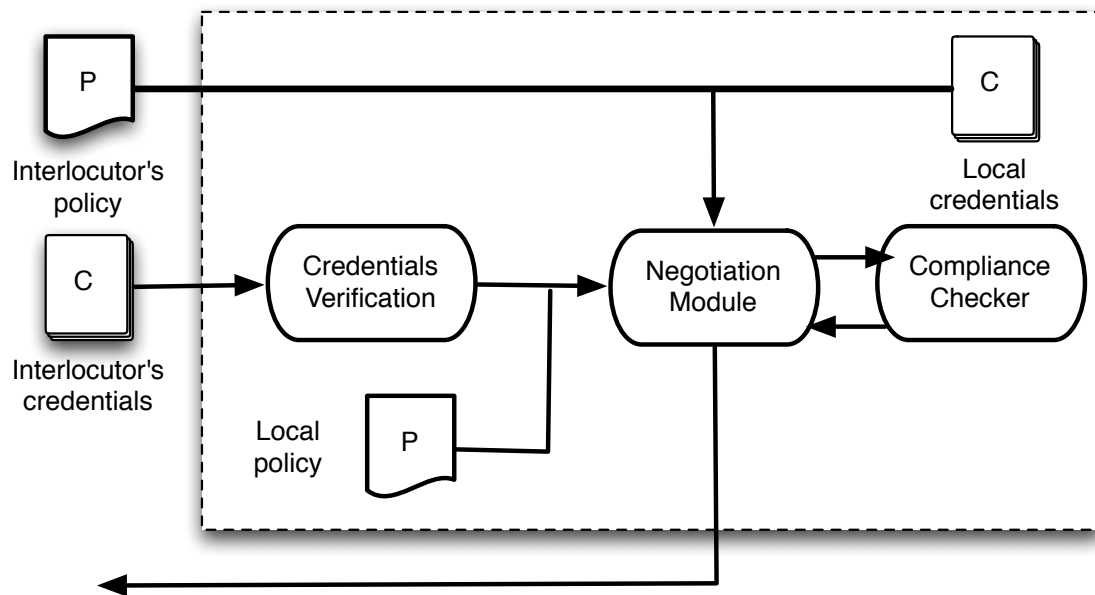 P
C
Interlocutor's
policy
Local
credentials
C
Credentials
Verification
Negotiation
Module
Compliance
Checker
Interlocutor's
credentials
Local
policy
P